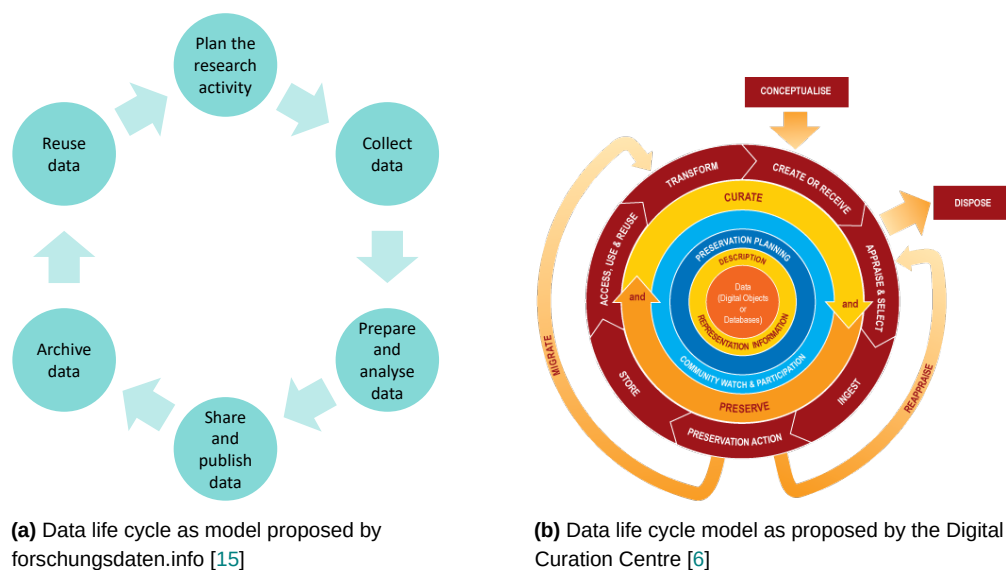 Plan the
research
activity
Collect
data
Prepare
and
analyse
data
Share
and
publish
data
Archive
data
Reuse
data
(a) Data life cycle as model proposed by
forschungsdaten.info [15]
CONCEPTUALISE
DISPOSE
CREATE OR RECEIVE
APPRAISE & SELECT
INGEST
PRESERVATION ACTION
STORE
ACCESS, USE & REUSE
TRANSFORM
CURATE
and
PRESERVE
and
COMMUNITY WATCH & PARTICIPATION
PRESERVATION PLANNING
DESCRIPTION
REPRESENTATION INFORMATION
Data
(Digital Objects
or
Databases)
MIGRATE
REAPPRAISE
(b) Data life cycle model as proposed by the Digital
Curation Centre [6]